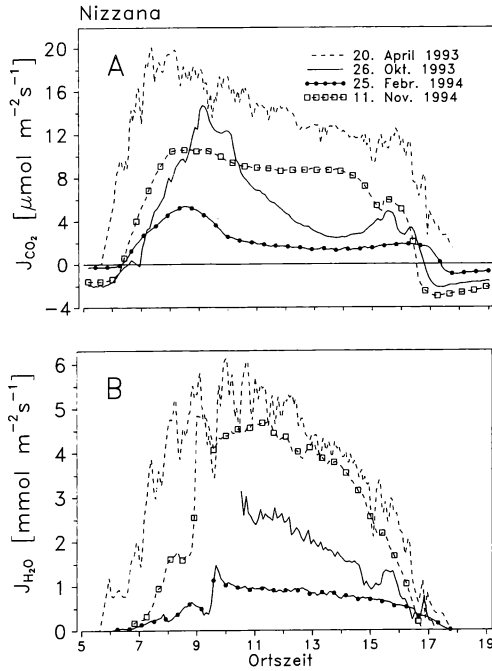 Nizzana
A
20. April 1993
26. Okt. 1993
25. Febr. 1994
11. Nov. 1994
J_CO₂ [μmol m⁻²s⁻¹]
20
16
12
8
4
0
−4
B
J_H₂O [mmol m⁻²s⁻¹]
6
5
4
3
2
1
0
5 7 9 11 13 15 17 19
Ortszeit